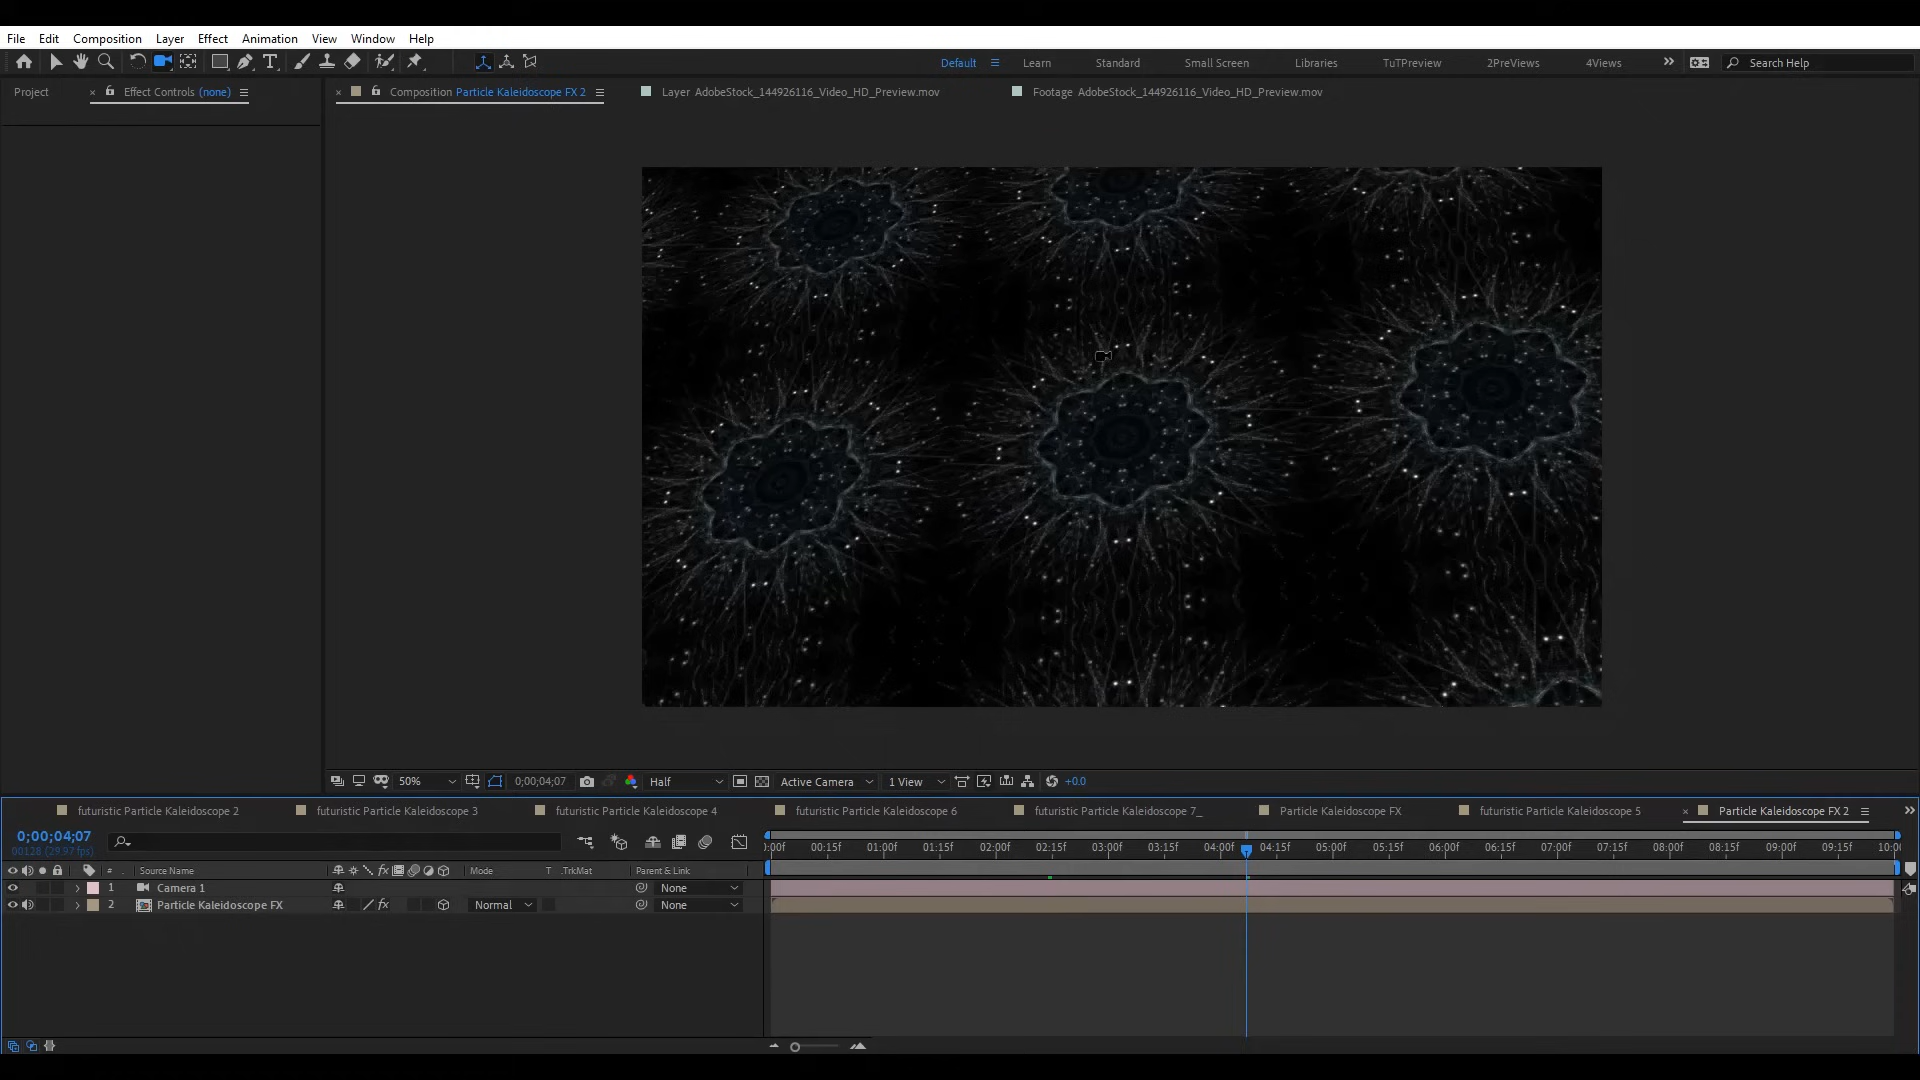 File Edit Composition Layer Effect Animation View Window Help
Default Learn Standard Small Screen Libraries TuTPreview 2PreViews 4Views Search Help
Project Effect Controls (none) Composition Particle Kaleidoscope FX 2 Layer AdobeStock_144926116_Video_HD_Preview.mov Footage AdobeStock_144926116_Video_HD_Preview.mov
50% 0;00;04;07 Half Active Camera 1 View +0.0
futuristic Particle Kaleidoscope 2 futuristic Particle Kaleidoscope 3 futuristic Particle Kaleidoscope 4 futuristic Particle Kaleidoscope 6 futuristic Particle Kaleidoscope 7_ Particle Kaleidoscope FX futuristic Particle Kaleidoscope 5 Particle Kaleidoscope FX 2
0;00;04;07
00128 (29.97 fps)
:00f 00:15f 01:00f 01:15f 02:00f 02:15f 03:00f 03:15f 04:00f 04:15f 05:00f 05:15f 06:00f 06:15f 07:00f 07:15f 08:00f 08:15f 09:00f 09:15f 10:0
# Source Name Mode T .TrkMat Parent & Link
1 Camera 1 None
2 Particle Kaleidoscope FX fx Normal None